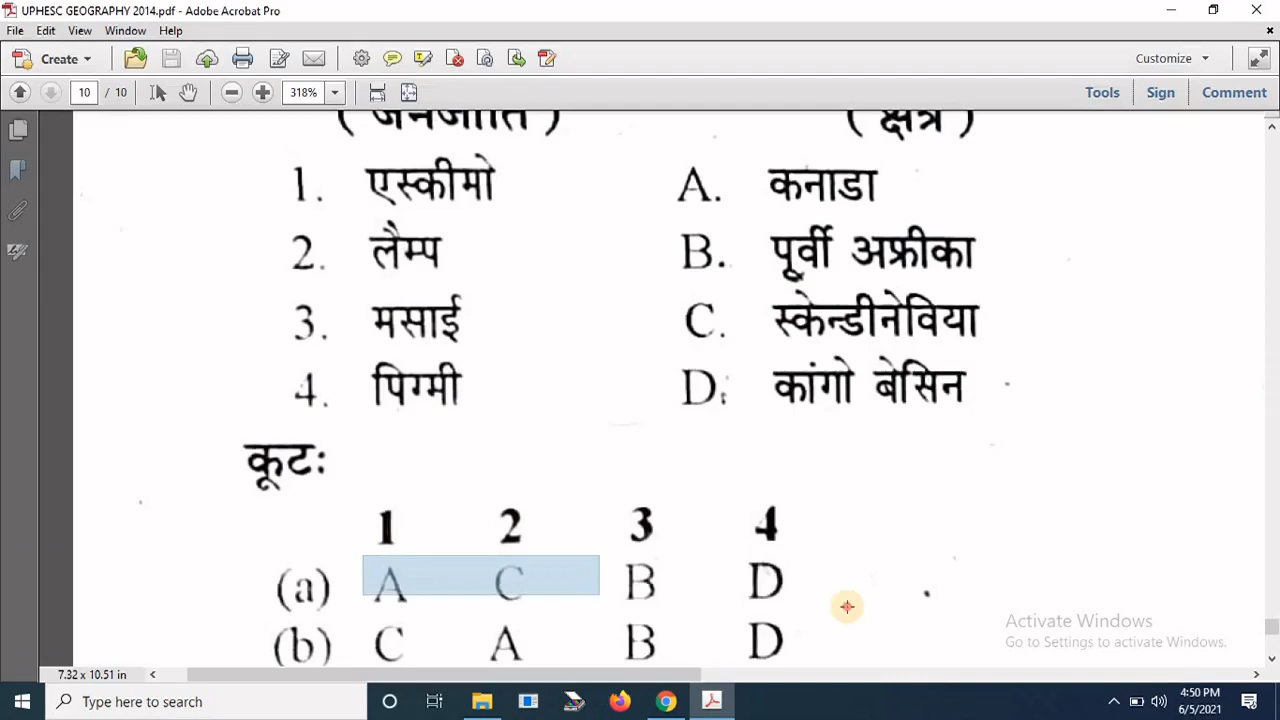 UPHESC GEOGRAPHY 2014.pdf - Adobe Acrobat Pro
File Edit View Window Help
Create
Customize
10 / 10
318%
Tools Sign Comment
( जनजाति ) ( क्षेत्र )
1. एस्कीमो A. कनाडा
2. लैम्प B. पूर्वी अफ्रीका
3. मसाई C. स्केन्डीनेविया
4. पिग्मी D. कांगो बेसिन
कूटः
1 2 3 4
(a) A C B D
(b) C A B D
Activate Windows
Go to Settings to activate Windows.
7.32 x 10.51 in
Type here to search
4:50 PM
6/5/2021